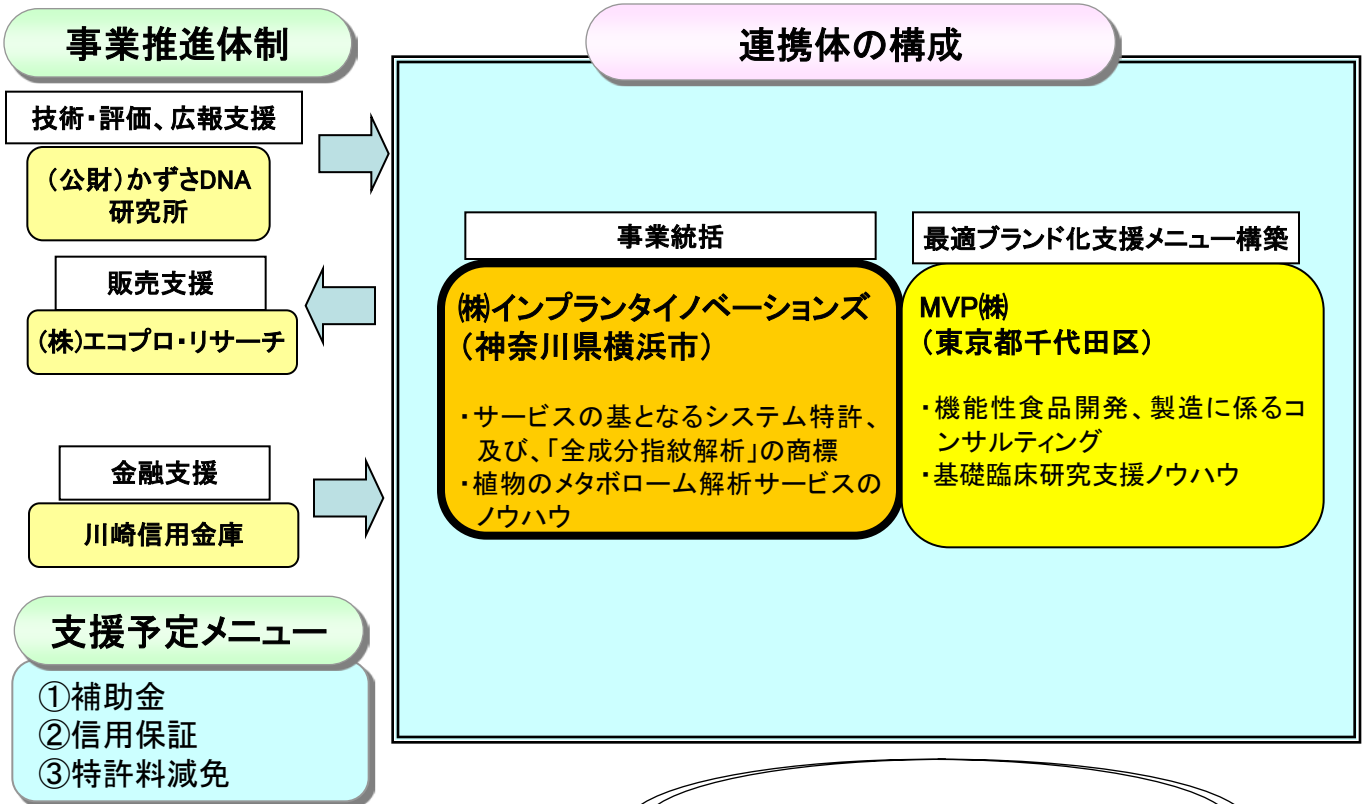 事業推進体制
技術・評価、広報支援
（公財）かずさDNA
研究所
販売支援
（株）エコプロ・リサーチ
金融支援
川崎信用金庫
支援予定メニュー
①補助金
②信用保証
③特許料減免
連携体の構成
事業統括
㈱インプランタイノベーションズ
（神奈川県横浜市）
・サービスの基となるシステム特許、
及び、「全成分指紋解析」の商標
・植物のメタボローム解析サービスの
ノウハウ
最適ブランド化支援メニュー構築
MVP㈱
（東京都千代田区）
・機能性食品開発、製造に係るコ
ンサルティング
・基礎臨床研究支援ノウハウ